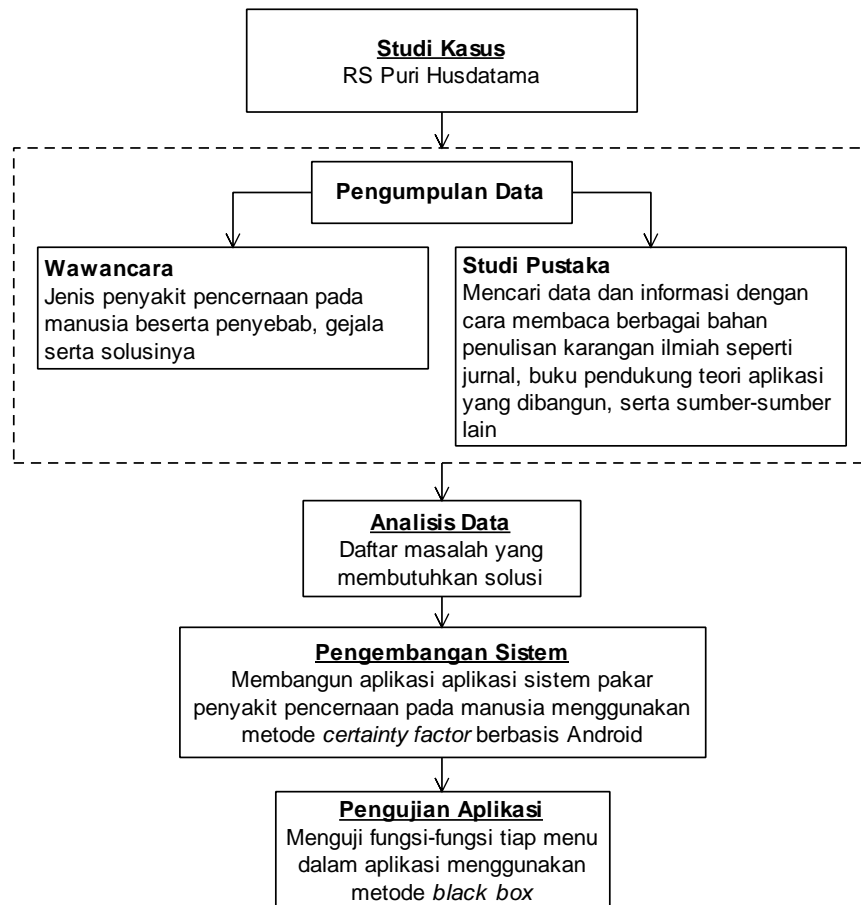 Studi Kasus
RS Puri Husdatama
Pengumpulan Data
Wawancara
Jenis penyakit pencernaan pada
manusia beserta penyebab, gejala
serta solusinya
Studi Pustaka
Mencari data dan informasi dengan
cara membaca berbagai bahan
penulisan karangan ilmiah seperti
jurnal, buku pendukung teori aplikasi
yang dibangun, serta sumber-sumber
lain
Analisis Data
Daftar masalah yang
membutuhkan solusi
Pengembangan Sistem
Membangun aplikasi aplikasi sistem pakar
penyakit pencernaan pada manusia menggunakan
metode certainty factor berbasis Android
Pengujian Aplikasi
Menguji fungsi-fungsi tiap menu
dalam aplikasi menggunakan
metode black box